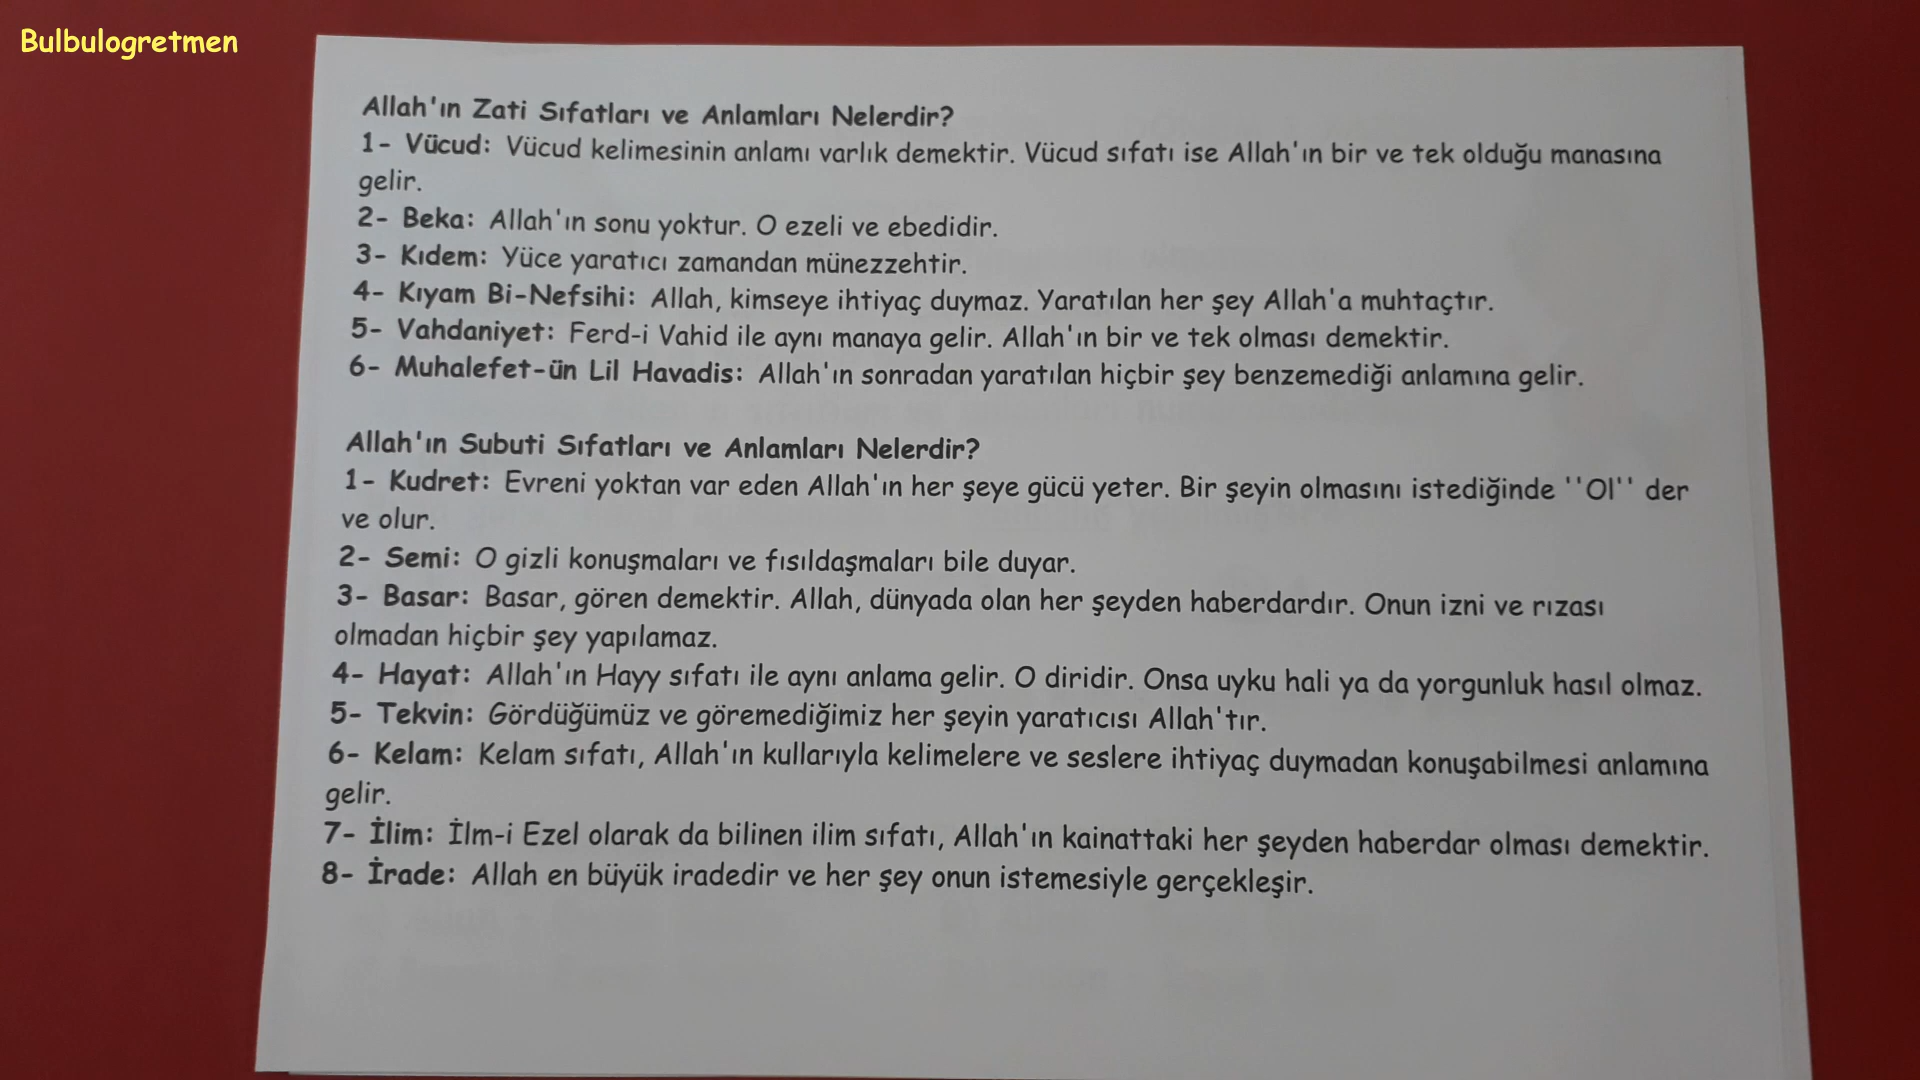 Bulbulogretmen
Allah'ın Zati Sıfatları ve Anlamları Nelerdir?
1- Vücud: Vücud kelimesinin anlamı varlık demektir. Vücud sıfatı ise Allah'ın bir ve tek olduğu manasına
gelir.
2- Beka: Allah'ın sonu yoktur. O ezeli ve ebedidir.
3- Kıdem: Yüce yaratıcı zamandan münezzehtir.
4- Kıyam Bi-Nefsihi: Allah, kimseye ihtiyaç duymaz. Yaratılan her şey Allah'a muhtaçtır.
5- Vahdaniyet: Ferd-i Vahid ile aynı manaya gelir. Allah'ın bir ve tek olması demektir.
6- Muhalefet-ün Lil Havadis: Allah'ın sonradan yaratılan hiçbir şey benzemediği anlamına gelir.
Allah'ın Subuti Sıfatları ve Anlamları Nelerdir?
1- Kudret: Evreni yoktan var eden Allah'ın her şeye gücü yeter. Bir şeyin olmasını istediğinde ''Ol'' der
ve olur.
2- Semi: O gizli konuşmaları ve fısıldaşmaları bile duyar.
3- Basar: Basar, gören demektir. Allah, dünyada olan her şeyden haberdardır. Onun izni ve rızası
olmadan hiçbir şey yapılamaz.
4- Hayat: Allah'ın Hayy sıfatı ile aynı anlama gelir. O diridir. Onsa uyku hali ya da yorgunluk hasıl olmaz.
5- Tekvin: Gördüğümüz ve göremediğimiz her şeyin yaratıcısı Allah'tır.
6- Kelam: Kelam sıfatı, Allah'ın kullarıyla kelimelere ve seslere ihtiyaç duymadan konuşabilmesi anlamına
gelir.
7- İlim: İlm-i Ezel olarak da bilinen ilim sıfatı, Allah'ın kainattaki her şeyden haberdar olması demektir.
8- İrade: Allah en büyük iradedir ve her şey onun istemesiyle gerçekleşir.